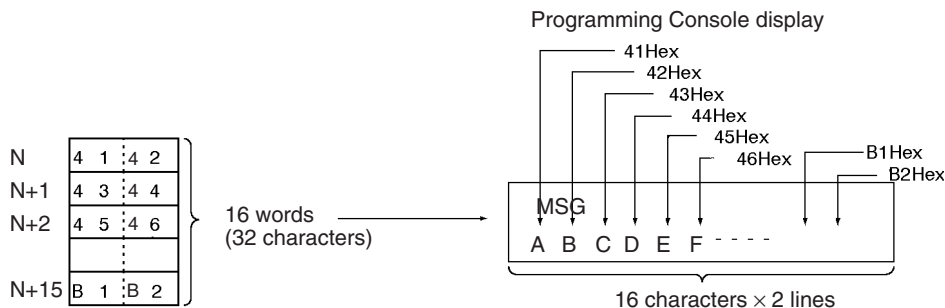 Programming Console display
41Hex
42Hex
43Hex
44Hex
45Hex
46Hex
B1Hex
B2Hex
N 4 1 4 2
N+1 4 3 4 4
N+2 4 5 4 6
N+15 B 1 B 2
16 words
(32 characters)
MSG
A B C D E F - - - -
16 characters × 2 lines